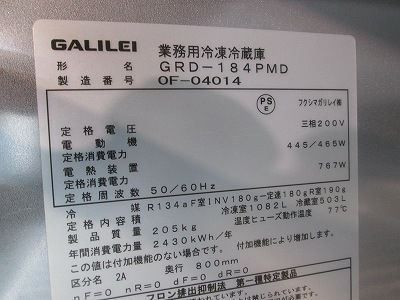 GALILEI 業務用冷凍冷蔵庫
形 名 GRD-184PMD
製造番号 OF-04014
PS E フクシマガリレイ㈱
定格電圧 三相200V
電動機
定格消費電力 445/465W
電熱装置
定格消費電力 767W
定格周波数 50/60Hz
冷 媒 R134aF室INV180g-定速180gR室190g
定格内容積 冷凍室1082L 冷蔵室503L
製品質量 205kg 温度ヒューズ動作温度 77℃
年間消費電力量 2430kWh/年
この値は付加機能がない場合です。付加機能により増加します。
区分名 2A 奥行 800mm
nF=0 nR=0 dF=0 dR=0
フロン排出抑制法 第一種特定製品